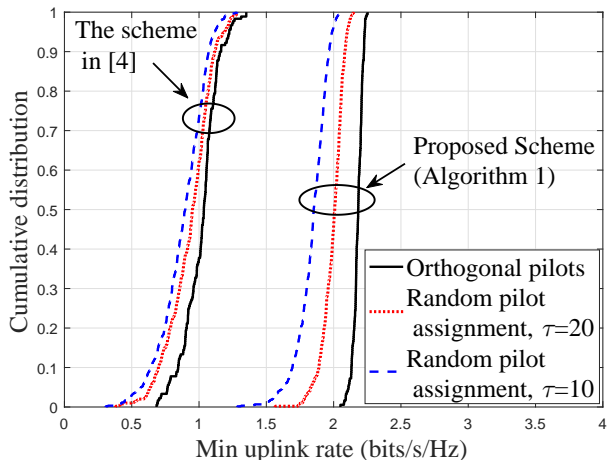 1
0.9
0.8
0.7
0.6
0.5
0.4
0.3
0.2
0.1
0
Cumulative distribution
The scheme
in [4]
Proposed Scheme
(Algorithm 1)
Orthogonal pilots
Random pilot
assignment, τ=20
Random pilot
assignment, τ=10
0 0.5 1 1.5 2 2.5 3 3.5 4
Min uplink rate (bits/s/Hz)